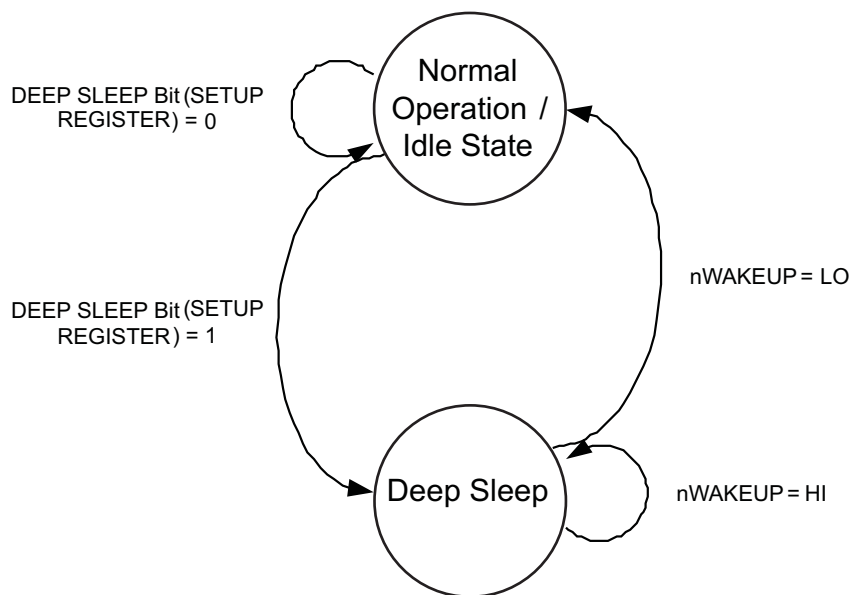 Normal
Operation / 
Idle State
DEEP SLEEP Bit (SETUP
REGISTER) = 0
nWAKEUP = LO
DEEP SLEEP Bit (SETUP
REGISTER) = 1
Deep Sleep
nWAKEUP = HI